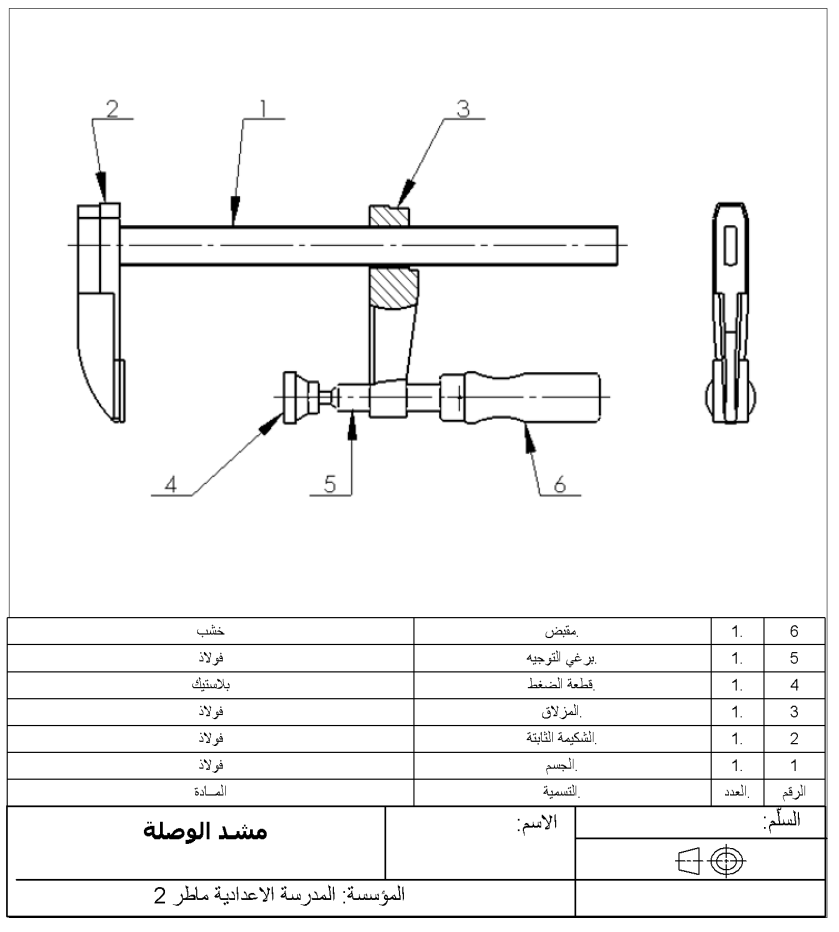 2 1 3
4 5 6
6 1. مقبض. خشب
5 1. برغي التوجيه. فولاذ
4 1. قطعة الضغط. بلاستيك
3 1. المزلاق. فولاذ
2 1. الشكيمة الثابتة. فولاذ
1 1. الجسم. فولاذ
الرقم العدد. التسمية. المـادة
السلّم: الاسم: مشد الوصلة
المؤسسة: المدرسة الاعدادية ماطر 2